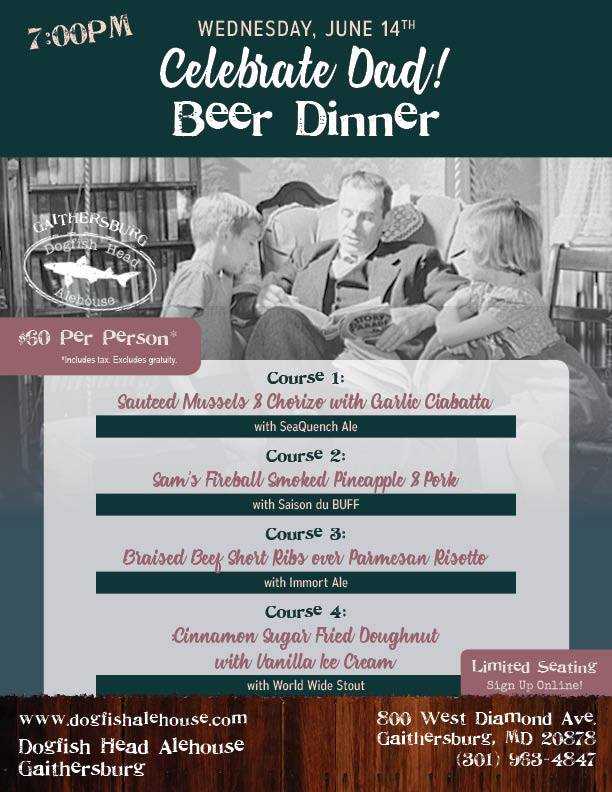 7:00PM
WEDNESDAY, JUNE 14TH
Celebrate Dad!
Beer Dinner
GAITHERSBURG
Dogfish Head
Alehouse
STORY
PARADE
$60 Per Person*
*Includes tax. Excludes gratuity.
Course 1:
Sauteed Mussels & Chorizo with Garlic Ciabatta
with SeaQuench Ale
Course 2:
Sam's Fireball Smoked Pineapple & Pork
with Saison du BUFF
Course 3:
Braised Beef Short Ribs over Parmesan Risotto
with Immort Ale
Course 4:
Cinnamon Sugar Fried Doughnut
with Vanilla Ice Cream
with World Wide Stout
Limited Seating
Sign Up Online!
www.dogfishalehouse.com
Dogfish Head Alehouse
Gaithersburg
800 West Diamond Ave.
Gaithersburg, MD 20878
(301) 963-4847